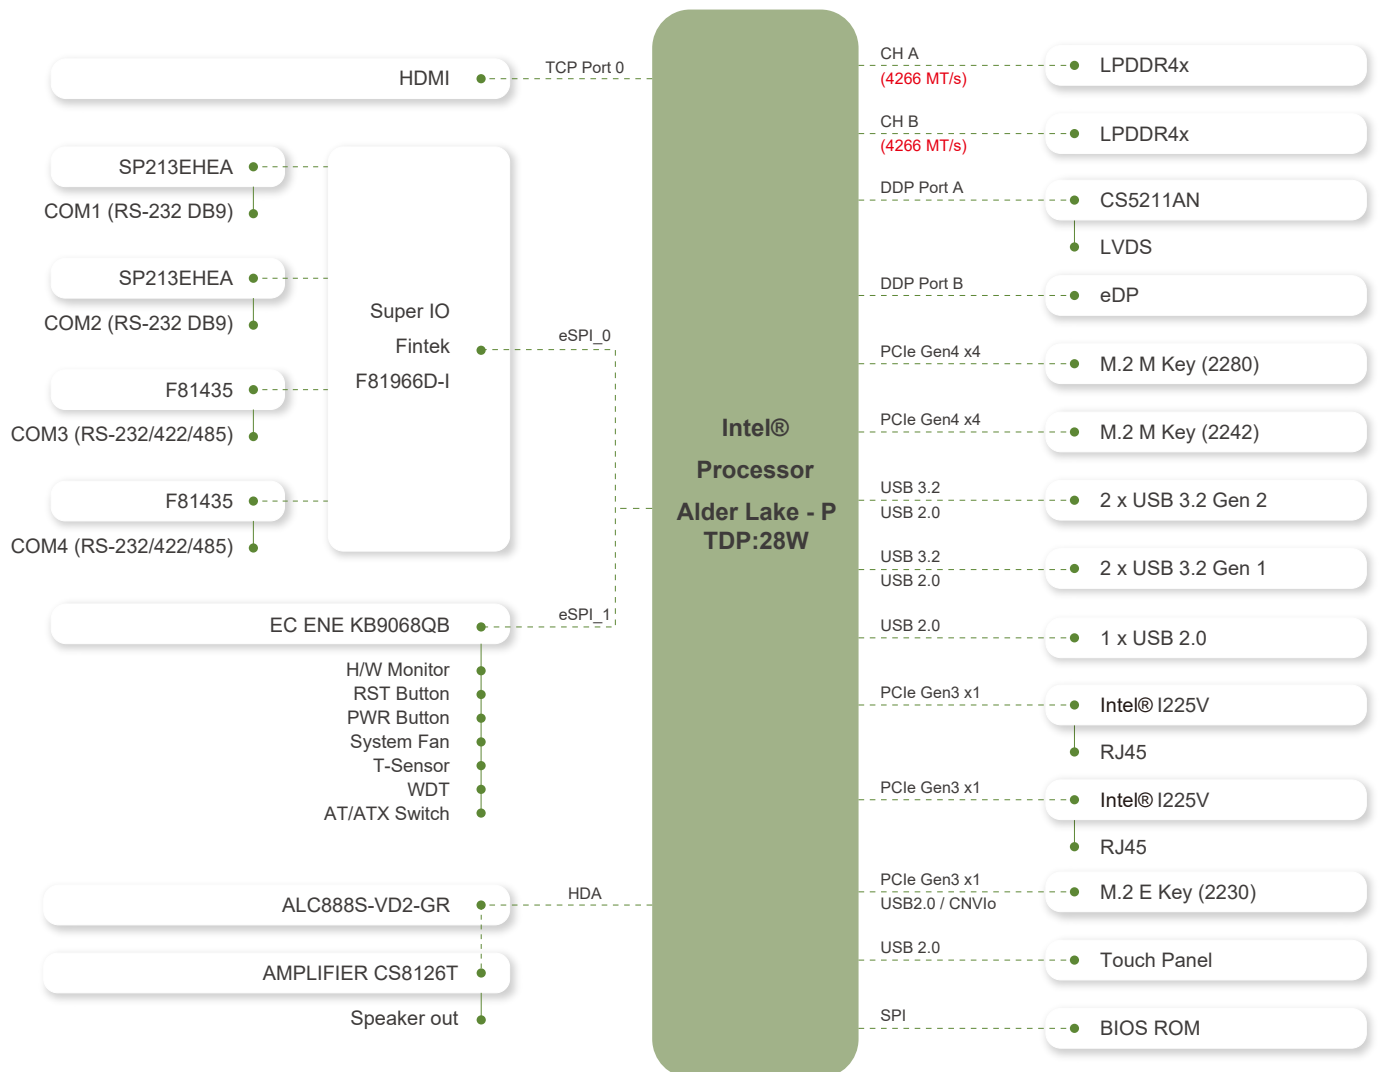 HDMI
TCP Port 0
SP213EHEA
COM1 (RS-232 DB9)
SP213EHEA
COM2 (RS-232 DB9)
F81435
COM3 (RS-232/422/485)
F81435
COM4 (RS-232/422/485)
Super IO
Fintek
F81966D-I
eSPI_0
eSPI_1
EC ENE KB9068QB
H/W Monitor
RST Button
PWR Button
System Fan
T-Sensor
WDT
AT/ATX Switch
ALC888S-VD2-GR
HDA
AMPLIFIER CS8126T
Speaker out
Intel®
Processor
Alder Lake - P
TDP:28W
CH A
(4266 MT/s)
LPDDR4x
CH B
(4266 MT/s)
LPDDR4x
DDP Port A
CS5211AN
LVDS
DDP Port B
eDP
PCIe Gen4 x4
M.2 M Key (2280)
PCIe Gen4 x4
M.2 M Key (2242)
USB 3.2
USB 2.0
2 x USB 3.2 Gen 2
USB 3.2
USB 2.0
2 x USB 3.2 Gen 1
USB 2.0
1 x USB 2.0
PCIe Gen3 x1
Intel® I225V
RJ45
PCIe Gen3 x1
Intel® I225V
RJ45
PCIe Gen3 x1
USB2.0 / CNVIo
M.2 E Key (2230)
USB 2.0
Touch Panel
SPI
BIOS ROM